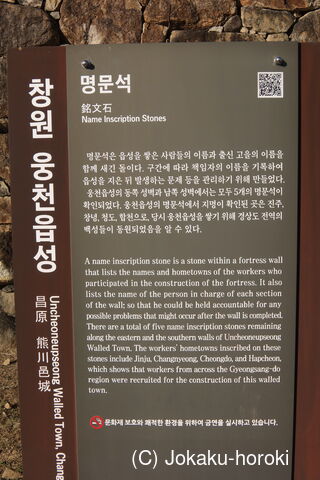 창원 웅천읍성
昌原 熊川邑城
Uncheoneupseong Walled Town, Chang
명문석
銘文石
Name Inscription Stones
명문석은 읍성을 쌓은 사람들의 이름과 출신 고을의 이름을
함께 새긴 돌이다. 구간에 따라 책임자의 이름을 기록하여
읍성을 지은 뒤 발생하는 문제 등을 관리하기 위해 만들었다.
웅천읍성의 동쪽 성벽과 남쪽 성벽에서는 모두 5개의 명문석이
확인되었다. 웅천읍성의 명문석에서 지명이 확인된 곳은 진주,
창녕, 청도, 합천으로, 당시 웅천읍성을 쌓기 위해 경상도 전역의
백성들이 동원되었음을 알 수 있다.
A name inscription stone is a stone within a fortress wall
that lists the names and hometowns of the workers who
participated in the construction of the fortress. It also
lists the name of the person in charge of each section
of the wall; so that he could be held accountable for any
possible problems that might occur after the wall is completed.
There are a total of five name inscription stones remaining
along the eastern and the southern walls of Uncheoneupseong
Walled Town. The workers' hometowns inscribed on these
stones include Jinju, Changnyeong, Cheongdo, and Hapcheon,
which shows that workers from across the Gyeongsang-do
region were recruited for the construction of this walled
town.
문화재 보호와 쾌적한 환경을 위하여 금연을 실시하고 있습니다.
(C) Jokaku-horoki